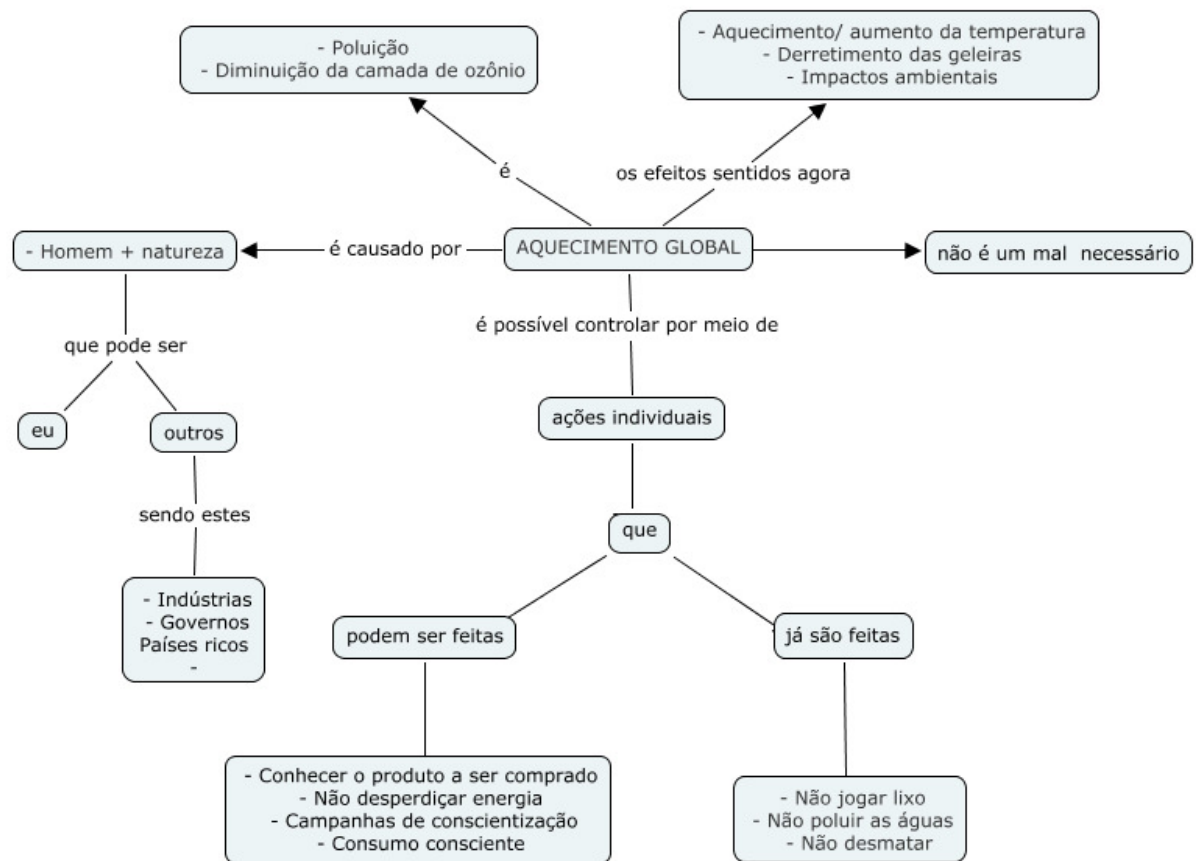 - Poluição
- Diminuição da camada de ozônio
- Aquecimento/ aumento da temperatura
- Derretimento das geleiras
- Impactos ambientais
é
os efeitos sentidos agora
- Homem + natureza
é causado por
AQUECIMENTO GLOBAL
não é um mal necessário
que pode ser
é possível controlar por meio de
eu
outros
ações individuais
sendo estes
que
- Indústrias
- Governos
Países ricos
-
podem ser feitas
já são feitas
- Conhecer o produto a ser comprado
- Não desperdiçar energia
- Campanhas de conscientização
- Consumo consciente
- Não jogar lixo
- Não poluir as águas
- Não desmatar